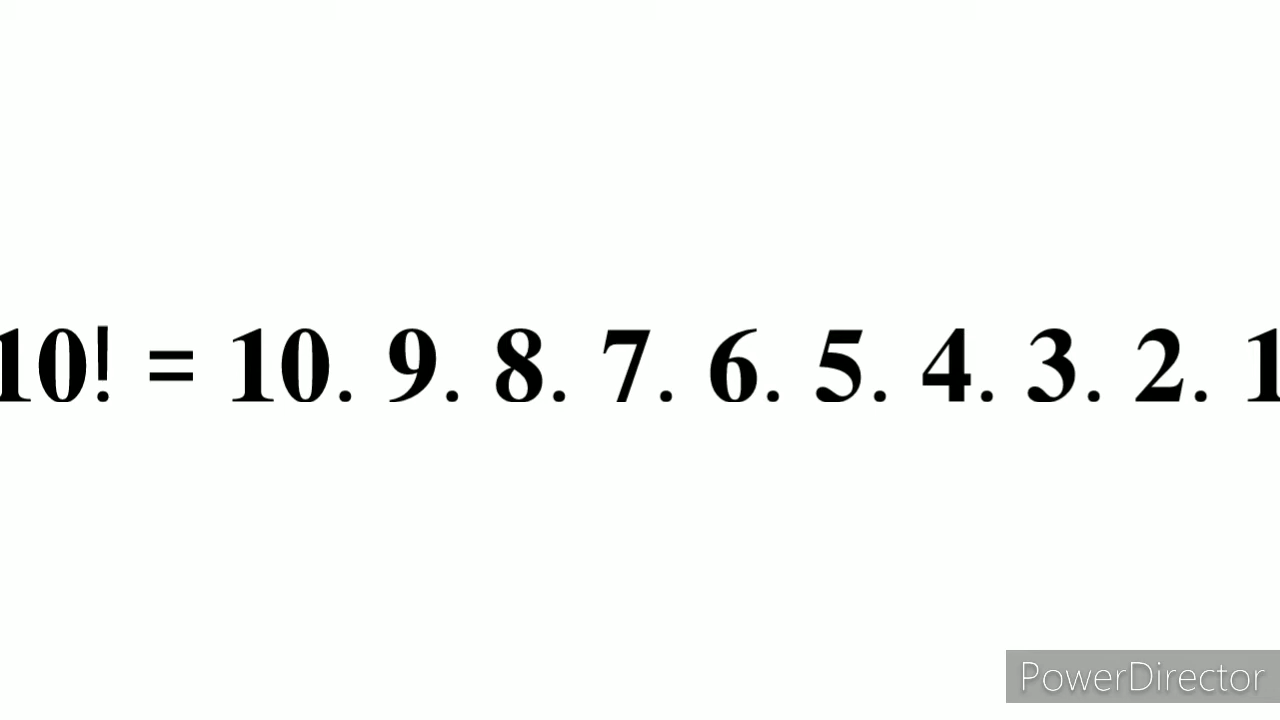 10! = 10. 9. 8. 7. 6. 5. 4. 3. 2. 1
PowerDirector